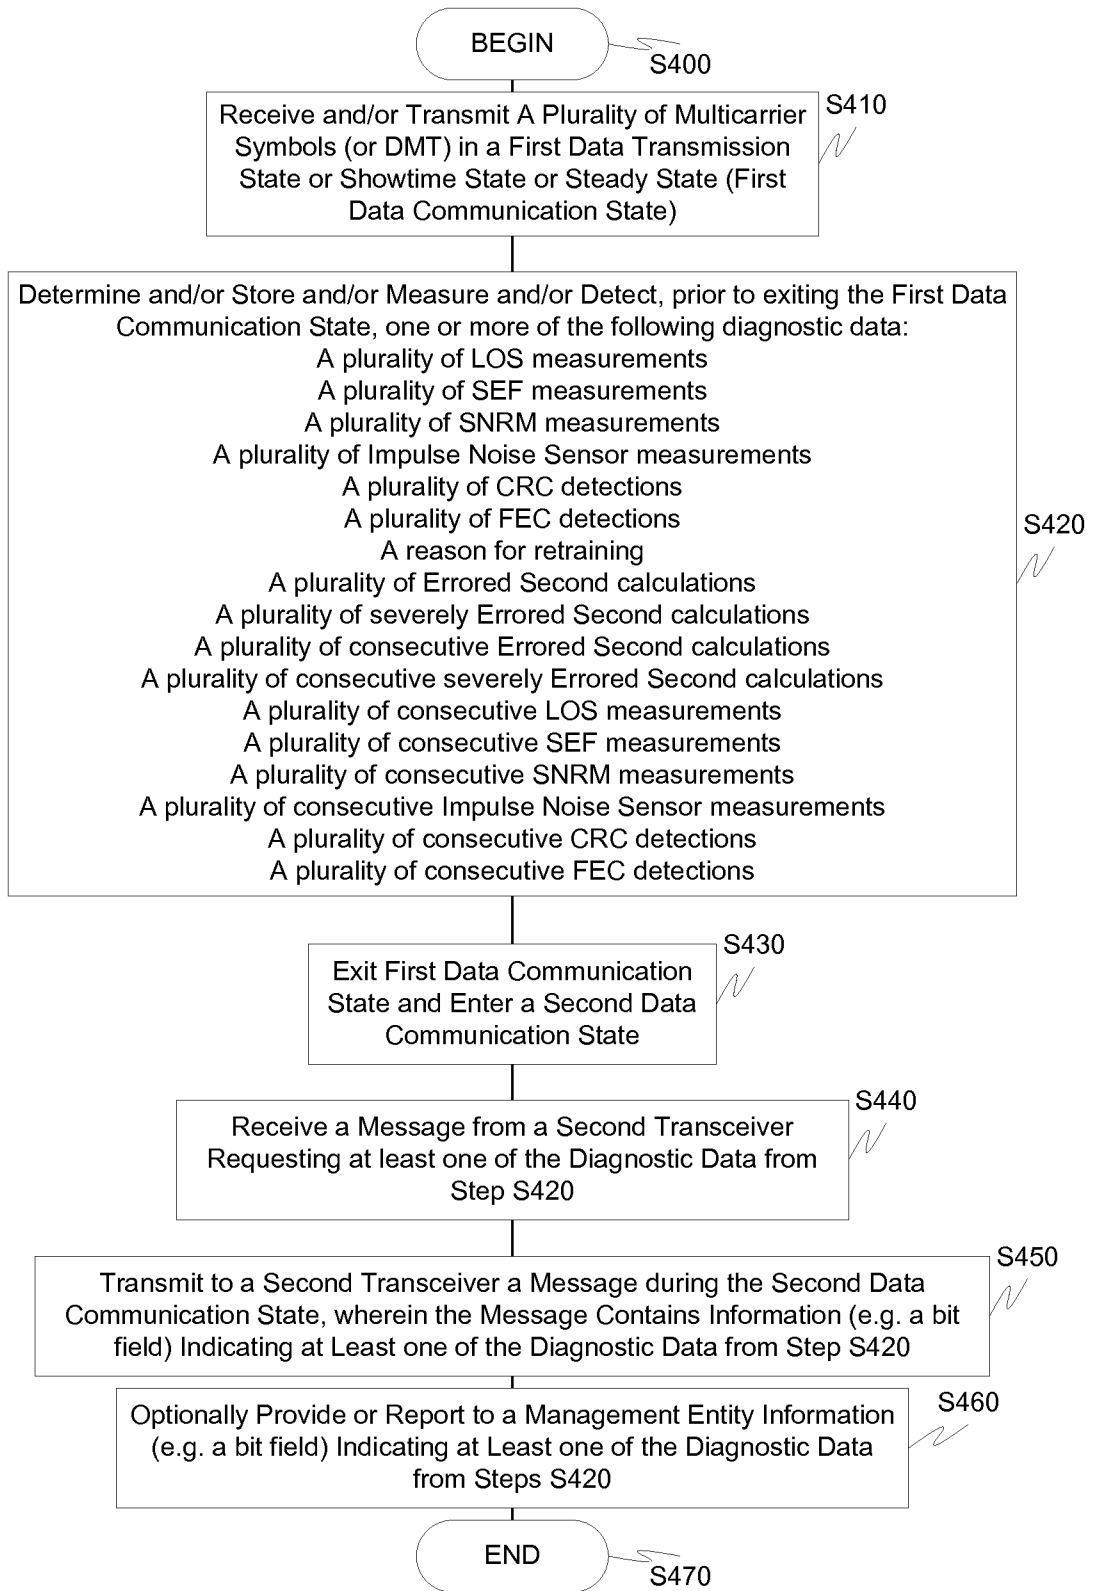 BEGIN
S400
Receive and/or Transmit A Plurality of Multicarrier
Symbols (or DMT) in a First Data Transmission
State or Showtime State or Steady State (First
Data Communication State)
S410
Determine and/or Store and/or Measure and/or Detect, prior to exiting the First Data
Communication State, one or more of the following diagnostic data:
A plurality of LOS measurements
A plurality of SEF measurements
A plurality of SNRM measurements
A plurality of Impulse Noise Sensor measurements
A plurality of CRC detections
A plurality of FEC detections
A reason for retraining
A plurality of Errored Second calculations
A plurality of severely Errored Second calculations
A plurality of consecutive Errored Second calculations
A plurality of consecutive severely Errored Second calculations
A plurality of consecutive LOS measurements
A plurality of consecutive SEF measurements
A plurality of consecutive SNRM measurements
A plurality of consecutive Impulse Noise Sensor measurements
A plurality of consecutive CRC detections
A plurality of consecutive FEC detections
S420
Exit First Data Communication
State and Enter a Second Data
Communication State
S430
Receive a Message from a Second Transceiver
Requesting at least one of the Diagnostic Data from
Step S420
S440
Transmit to a Second Transceiver a Message during the Second Data
Communication State, wherein the Message Contains Information (e.g. a bit
field) Indicating at Least one of the Diagnostic Data from Step S420
S450
Optionally Provide or Report to a Management Entity Information
(e.g. a bit field) Indicating at Least one of the Diagnostic Data
from Steps S420
S460
END
S470